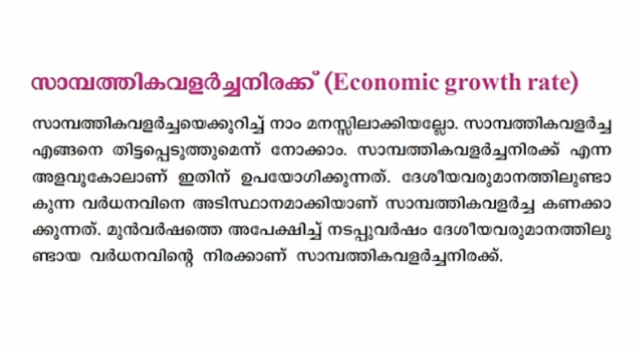 സാമ്പത്തികവളർച്ചനിരക്ക് (Economic growth rate)
സാമ്പത്തികവളർച്ചയെക്കുറിച്ച് നാം മനസ്സിലാക്കിയല്ലോ. സാമ്പത്തികവളർച്ച
എങ്ങനെ തിട്ടപ്പെടുത്തുമെന്ന് നോക്കാം. സാമ്പത്തികവളർച്ചനിരക്ക് എന്ന
അളവുകോലാണ് ഇതിന് ഉപയോഗിക്കുന്നത്. ദേശീയവരുമാനത്തിലുണ്ടാ
കുന്ന വർധനവിനെ അടിസ്ഥാനമാക്കിയാണ് സാമ്പത്തികവളർച്ച കണക്കാ
ക്കുന്നത്. മുൻവർഷത്തെ അപേക്ഷിച്ച് നടപ്പുവർഷം ദേശീയവരുമാനത്തിലു
ണ്ടായ വർധനവിന്റെ നിരക്കാണ് സാമ്പത്തികവളർച്ചനിരക്ക്.